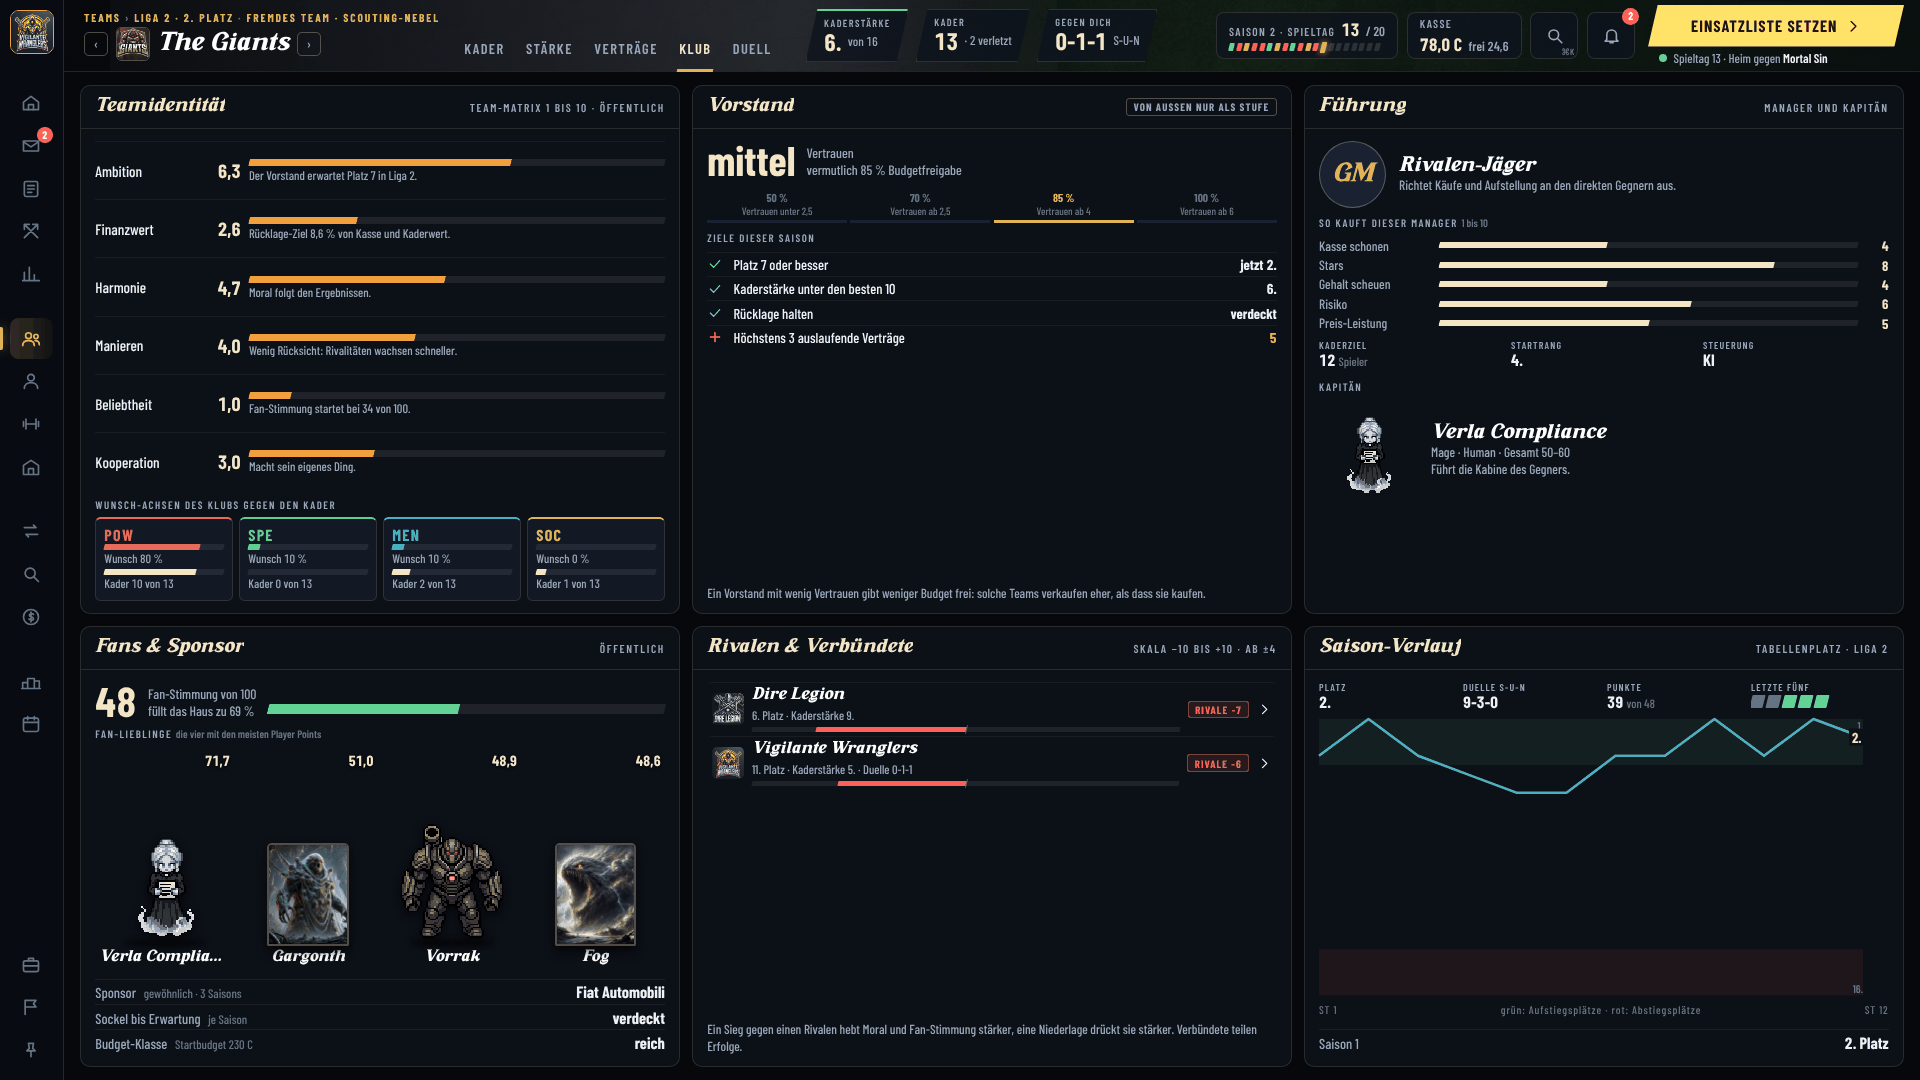 TEAMS › LIGA 2 · 2. PLATZ · FREMDES TEAM · SCOUTING-NEBEL
The Giants
KADER STÄRKE VERTRÄGE KLUB DUELL
KADERSTÄRKE
6. von 16
KADER
13 · 2 verletzt
GEGEN DICH
0-1-1 S-U-N
SAISON 2 · SPIELTAG 13 / 20
KASSE
78,0 C frei 24,6
⌘K
2
EINSATZLISTE SETZEN
Spieltag 13 · Heim gegen Mortal Sin
2
Teamidentität
TEAM-MATRIX 1 BIS 10 · ÖFFENTLICH
Ambition 6,3
Der Vorstand erwartet Platz 7 in Liga 2.
Finanzwert 2,6
Rücklage-Ziel 8,6 % von Kasse und Kaderwert.
Harmonie 4,7
Moral folgt den Ergebnissen.
Manieren 4,0
Wenig Rücksicht: Rivalitäten wachsen schneller.
Beliebtheit 1,0
Fan-Stimmung startet bei 34 von 100.
Kooperation 3,0
Macht sein eigenes Ding.
WUNSCH-ACHSEN DES KLUBS GEGEN DEN KADER
POW
Wunsch 80 %
Kader 10 von 13
SPE
Wunsch 10 %
Kader 0 von 13
MEN
Wunsch 10 %
Kader 2 von 13
SOC
Wunsch 0 %
Kader 1 von 13
Vorstand
VON AUSSEN NUR ALS STUFE
mittel
Vertrauen
vermutlich 85 % Budgetfreigabe
50 %
Vertrauen unter 2,5
70 %
Vertrauen ab 2,5
85 %
Vertrauen ab 4
100 %
Vertrauen ab 6
ZIELE DIESER SAISON
Platz 7 oder besser jetzt 2.
Kaderstärke unter den besten 10 6.
Rücklage halten verdeckt
Höchstens 3 auslaufende Verträge 5
Ein Vorstand mit wenig Vertrauen gibt weniger Budget frei: solche Teams verkaufen eher, als dass sie kaufen.
Führung
MANAGER UND KAPITÄN
GM
Rivalen-Jäger
Richtet Käufe und Aufstellung an den direkten Gegnern aus.
SO KAUFT DIESER MANAGER 1 bis 10
Kasse schonen 4
Stars 8
Gehalt scheuen 4
Risiko 6
Preis-Leistung 5
KADERZIEL
12 Spieler
STARTRANG
4.
STEUERUNG
KI
KAPITÄN
Verla Compliance
Mage · Human · Gesamt 50–60
Führt die Kabine des Gegners.
Fans & Sponsor
ÖFFENTLICH
48
Fan-Stimmung von 100
füllt das Haus zu 69 %
FAN-LIEBLINGE die vier mit den meisten Player Points
71,7 51,0 48,9 48,6
Verla Complia... Gargonth Vorrak Fog
Sponsor gewöhnlich · 3 Saisons Fiat Automobili
Sockel bis Erwartung je Saison verdeckt
Budget-Klasse Startbudget 230 C reich
Rivalen & Verbündete
SKALA −10 BIS +10 · AB ±4
Dire Legion
6. Platz · Kaderstärke 9.
RIVALE -7
Vigilante Wranglers
11. Platz · Kaderstärke 5. · Duelle 0-1-1
RIVALE -6
Ein Sieg gegen einen Rivalen hebt Moral und Fan-Stimmung stärker, eine Niederlage drückt sie stärker. Verbündete teilen
Erfolge.
Saison-Verlauf
TABELLENPLATZ · LIGA 2
PLATZ
2.
DUELLE S-U-N
9-3-0
PUNKTE
39 von 48
LETZTE FÜNF
1
2.
16.
ST 1 grün: Aufstiegsplätze · rot: Abstiegsplätze ST 12
Saison 1 2. Platz